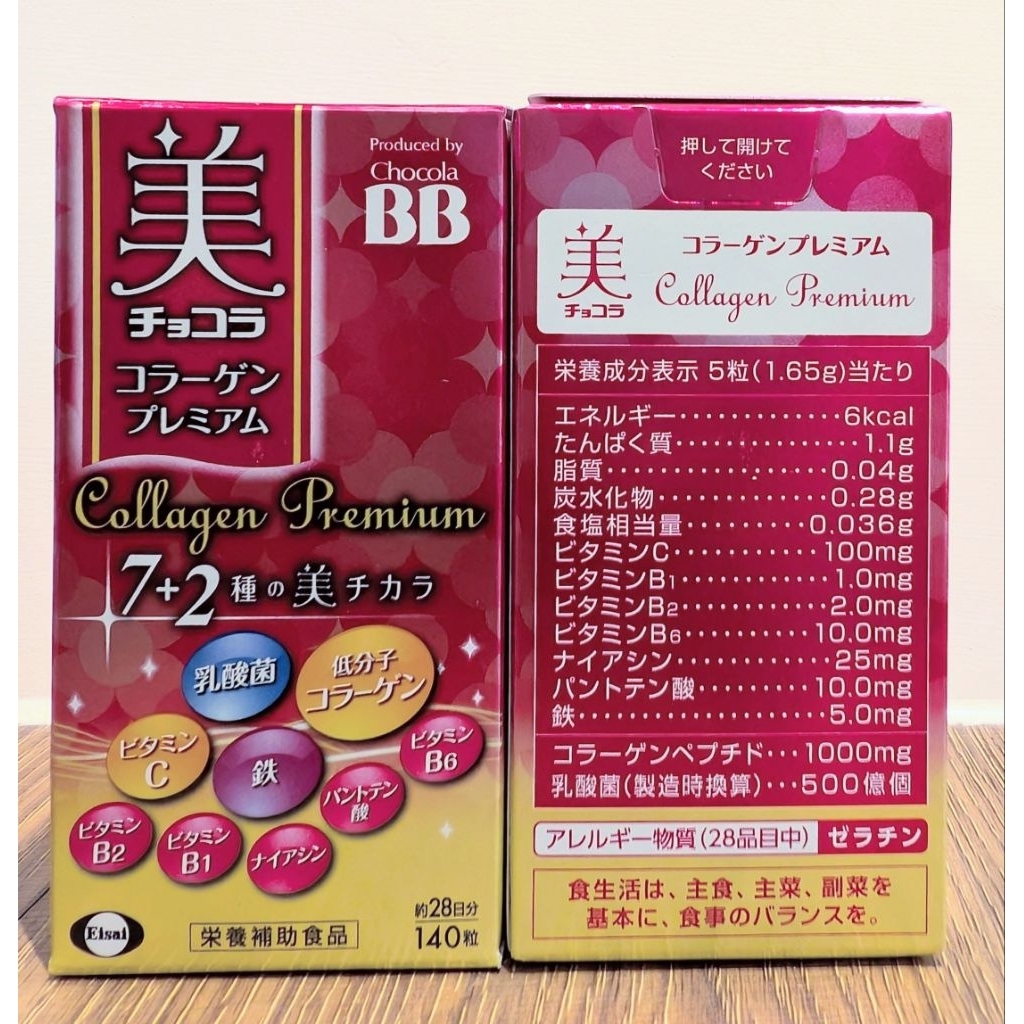 美
チョコラ
コラーゲン
プレミアム
Produced by
Chocola
BB
Collagen Premium
7+2種の美チカラ
乳酸菌
低分子
コラーゲン
ビタミン
C
鉄
ビタミン
B6
パントテン
酸
ビタミン
B2
ビタミン
B1
ナイアシン
Eisai
栄養補助食品
約28日分
140粒
押して開けて
ください
美
チョコラ
コラーゲンプレミアム
Collagen Premium
栄養成分表示 5粒(1.65g)当たり
エネルギー・・・・・・・・・・・・・6kcal
たんぱく質・・・・・・・・・・・・・1.1g
脂質・・・・・・・・・・・・・・・・0.04g
炭水化物・・・・・・・・・・・・・0.28g
食塩相当量・・・・・・・・・・0.036g
ビタミンC・・・・・・・・・・・100mg
ビタミンB1・・・・・・・・・・・1.0mg
ビタミンB2・・・・・・・・・・・2.0mg
ビタミンB6・・・・・・・・・・10.0mg
ナイアシン・・・・・・・・・・・・25mg
パントテン酸・・・・・・・・・10.0mg
鉄・・・・・・・・・・・・・・・・・・5.0mg
コラーゲンペプチド・・・1000mg
乳酸菌(製造時換算)・・・500億個
アレルギー物質(28品目中) ゼラチン
食生活は、主食、主菜、副菜を
基本に、食事のバランスを。